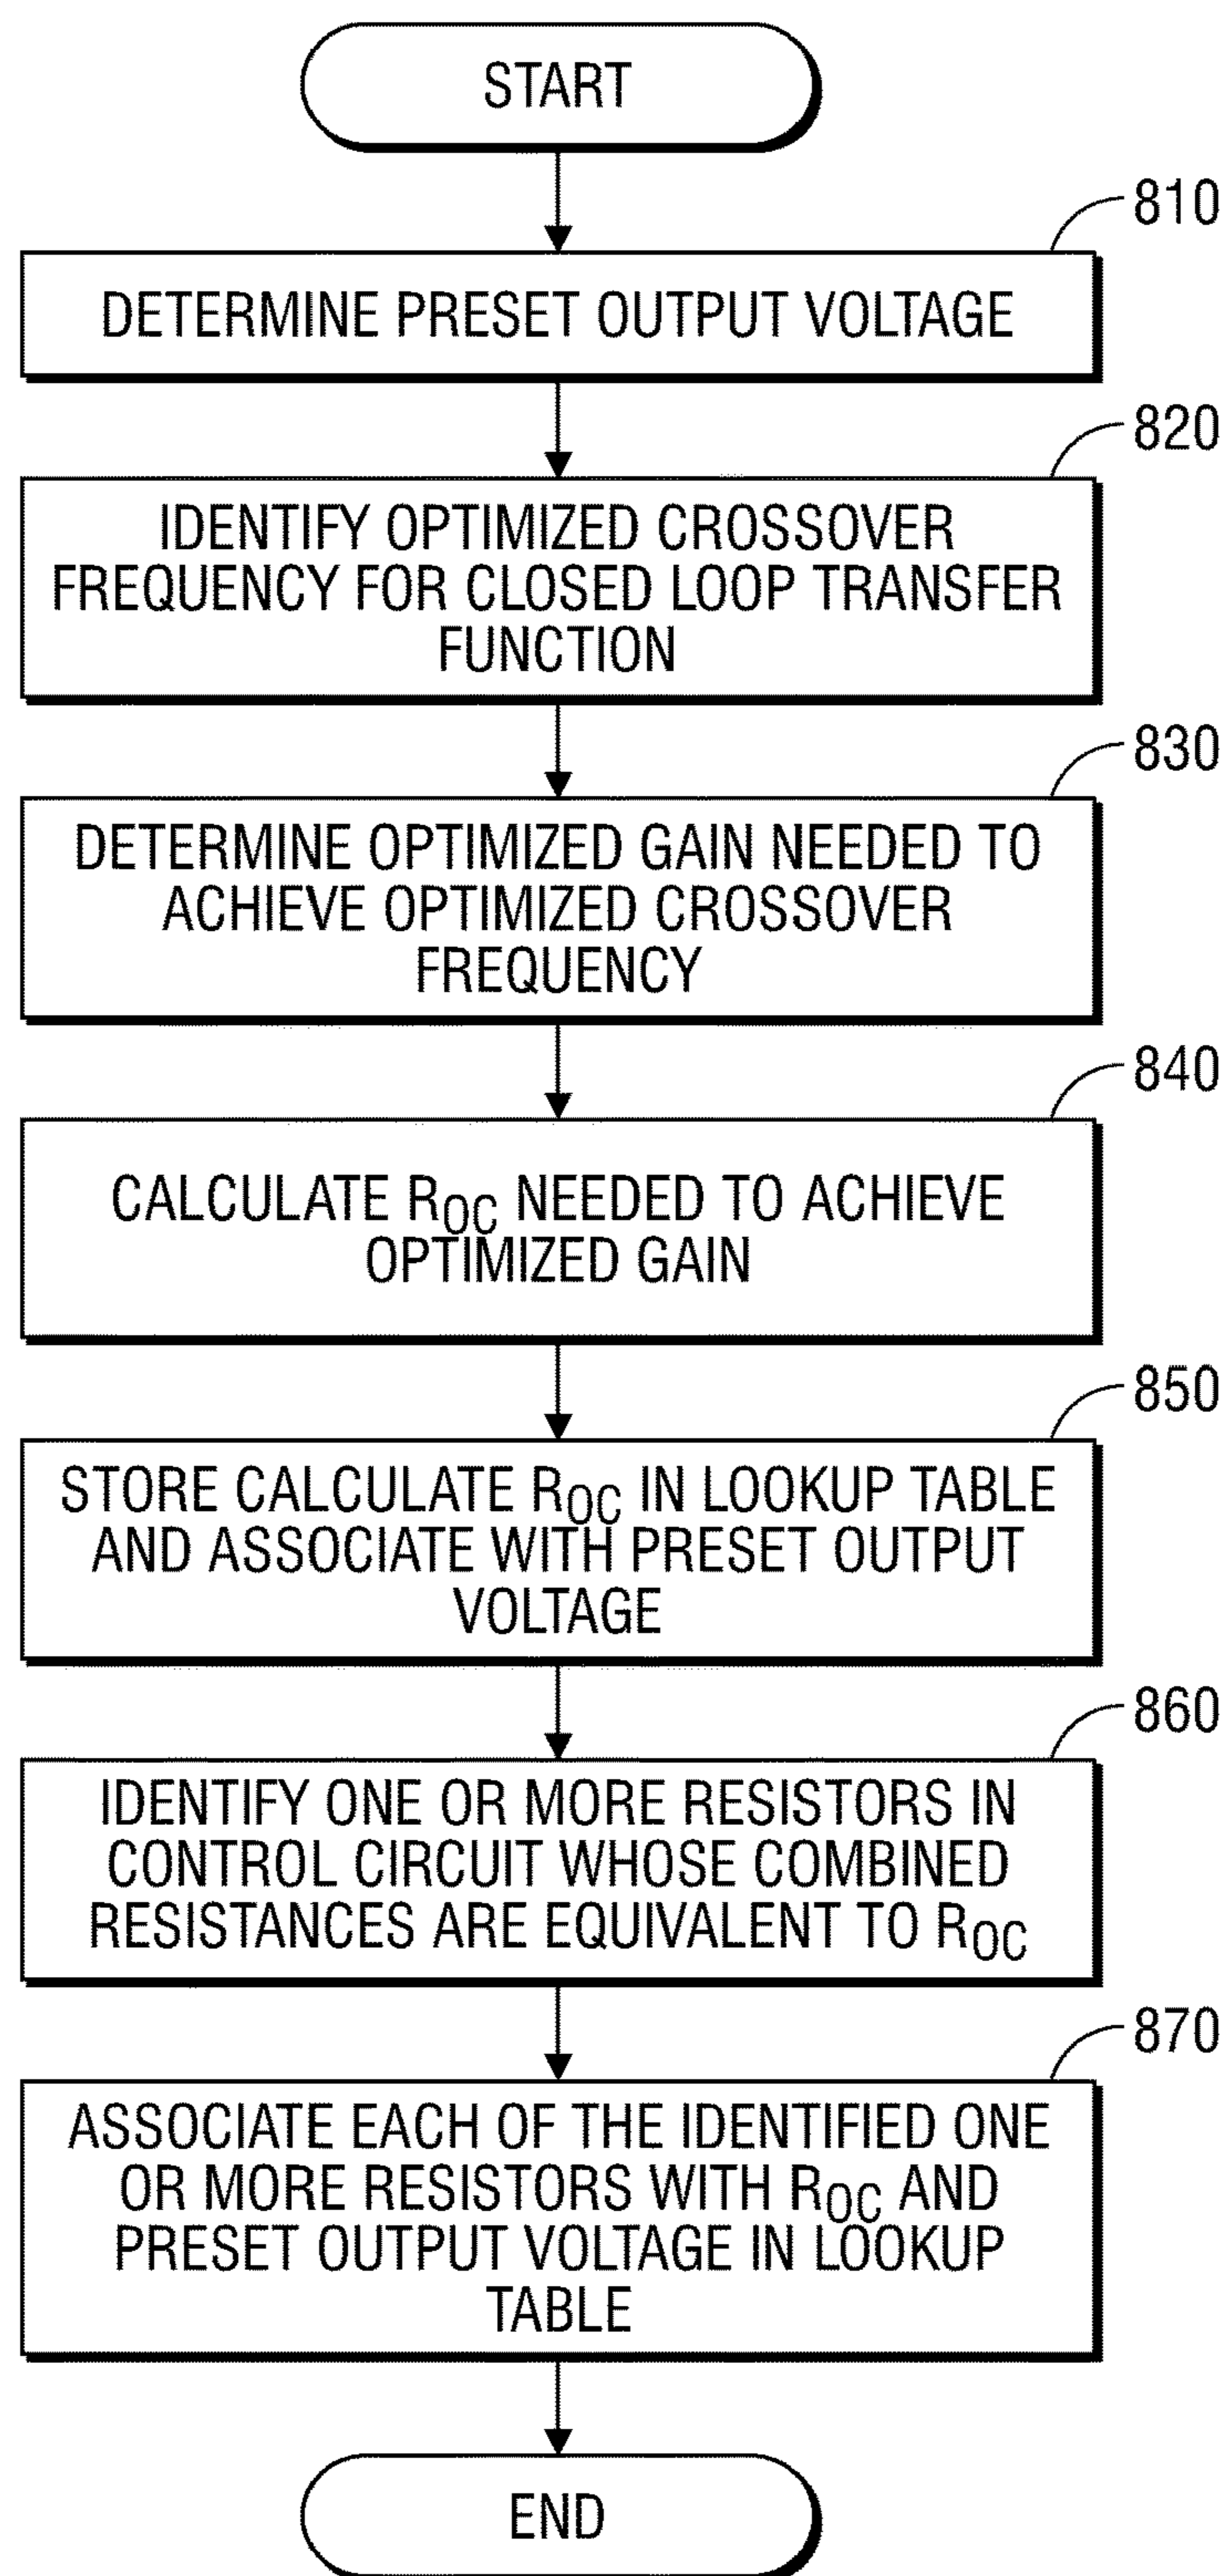 START
810
DETERMINE PRESET OUTPUT VOLTAGE
820
IDENTIFY OPTIMIZED CROSSOVER
FREQUENCY FOR CLOSED LOOP TRANSFER
FUNCTION
830
DETERMINE OPTIMIZED GAIN NEEDED TO
ACHIEVE OPTIMIZED CROSSOVER
FREQUENCY
840
CALCULATE ROC NEEDED TO ACHIEVE
OPTIMIZED GAIN
850
STORE CALCULATE ROC IN LOOKUP TABLE
AND ASSOCIATE WITH PRESET OUTPUT
VOLTAGE
860
IDENTIFY ONE OR MORE RESISTORS IN
CONTROL CIRCUIT WHOSE COMBINED
RESISTANCES ARE EQUIVALENT TO ROC
870
ASSOCIATE EACH OF THE IDENTIFIED ONE
OR MORE RESISTORS WITH ROC AND
PRESET OUTPUT VOLTAGE IN LOOKUP
TABLE
END